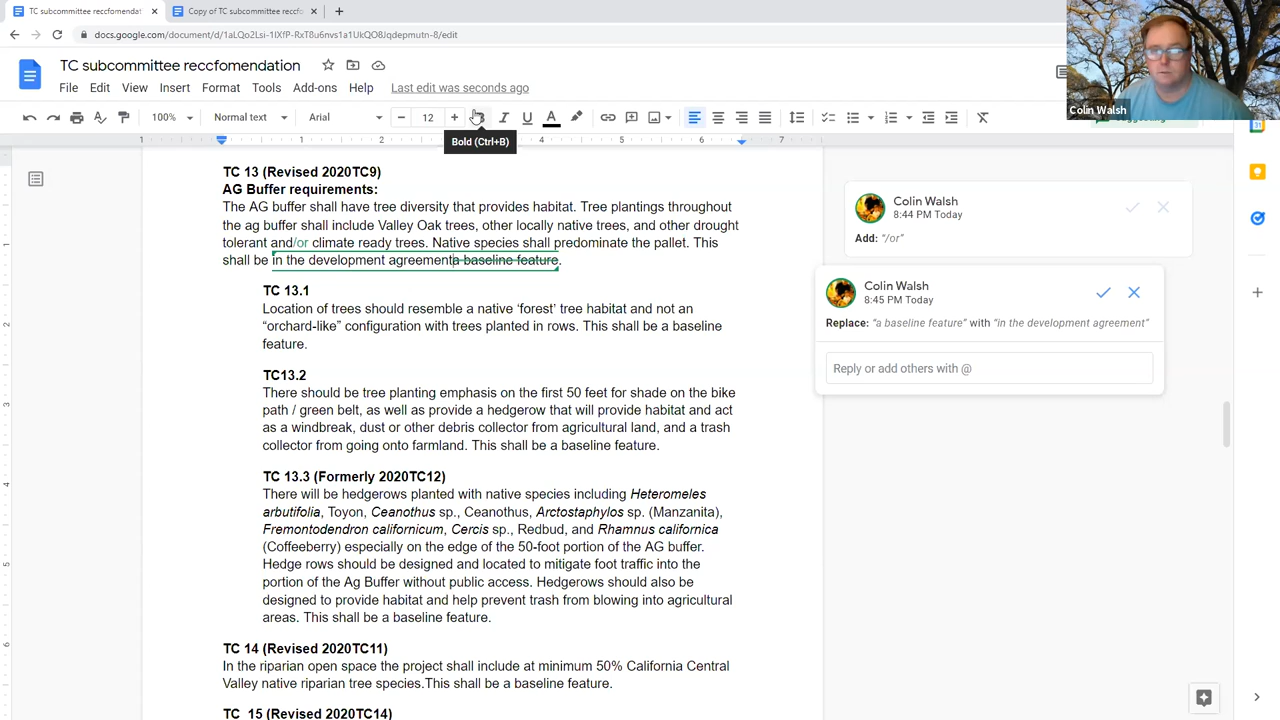 TC subcommittee reccfomendat
Copy of TC subcommittee reccfo
docs.google.com/document/d/1aLQo2Lsi-1IXfP-RxT8u6nvs1a1UkQO8Jqdepmutn-8/edit
TC subcommittee reccfomendation
File Edit View Insert Format Tools Add-ons Help Last edit was seconds ago
100% Normal text Arial 12
Bold (Ctrl+B)
Colin Walsh
1 1 2 4 5 6 7
TC 13 (Revised 2020TC9)
AG Buffer requirements:
The AG buffer shall have tree diversity that provides habitat. Tree plantings throughout
the ag buffer shall include Valley Oak trees, other locally native trees, and other drought
tolerant and/or climate ready trees. Native species shall predominate the pallet. This
shall be in the development agreementa baseline feature.
TC 13.1
Location of trees should resemble a native ‘forest’ tree habitat and not an
“orchard-like” configuration with trees planted in rows. This shall be a baseline
feature.
TC13.2
There should be tree planting emphasis on the first 50 feet for shade on the bike
path / green belt, as well as provide a hedgerow that will provide habitat and act
as a windbreak, dust or other debris collector from agricultural land, and a trash
collector from going onto farmland. This shall be a baseline feature.
TC 13.3 (Formerly 2020TC12)
There will be hedgerows planted with native species including Heteromeles
arbutifolia, Toyon, Ceanothus sp., Ceanothus, Arctostaphylos sp. (Manzanita),
Fremontodendron californicum, Cercis sp., Redbud, and Rhamnus californica
(Coffeeberry) especially on the edge of the 50-foot portion of the AG buffer.
Hedge rows should be designed and located to mitigate foot traffic into the
portion of the Ag Buffer without public access. Hedgerows should also be
designed to provide habitat and help prevent trash from blowing into agricultural
areas. This shall be a baseline feature.
TC 14 (Revised 2020TC11)
In the riparian open space the project shall include at minimum 50% California Central
Valley native riparian tree species.This shall be a baseline feature.
TC 15 (Revised 2020TC14)
Colin Walsh
8:44 PM Today
Add: “/or”
Colin Walsh
8:45 PM Today
Replace: “a baseline feature” with “in the development agreement”
Reply or add others with @